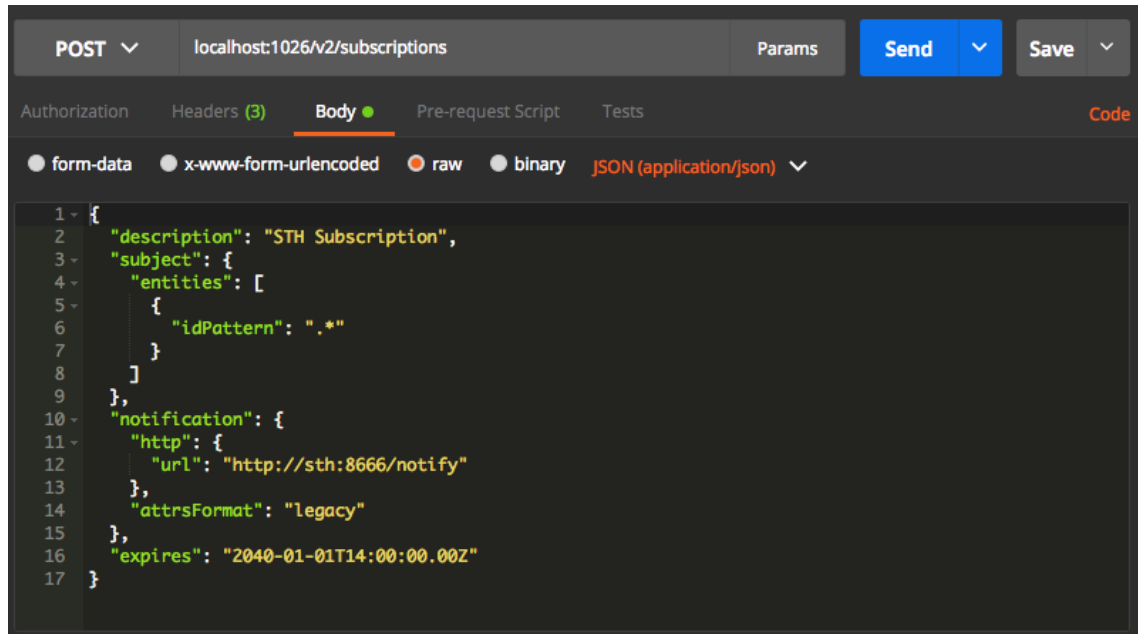 POST localhost:1026/v2/subscriptions Params Send Save
Authorization Headers (3) Body Pre-request Script Tests Code
form-data x-www-form-urlencoded raw binary JSON (application/json)
1 {
2 "description": "STH Subscription",
3 "subject": {
4 "entities": [
5 {
6 "idPattern": ".*"
7 }
8 ]
9 },
10 "notification": {
11 "http": {
12 "url": "http://sth:8666/notify"
13 },
14 "attrsFormat": "legacy"
15 },
16 "expires": "2040-01-01T14:00:00.00Z"
17 }